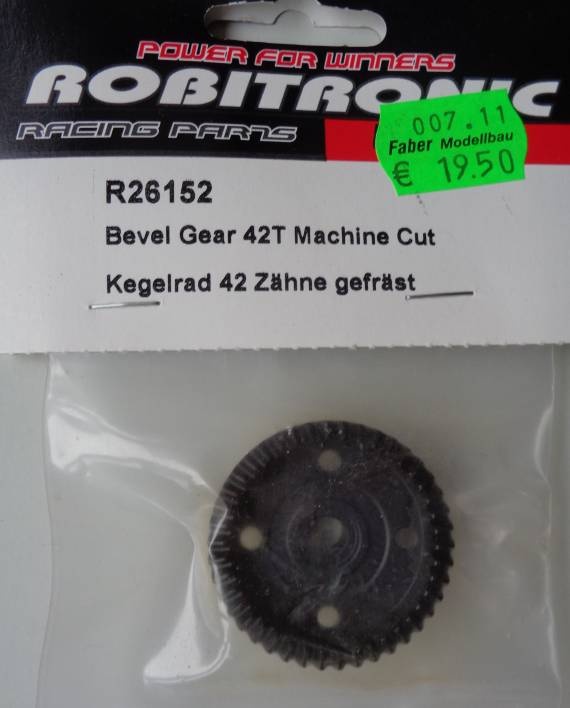 POWER FOR WINNERS
ROBITRONIC
RACING PARTS
007.11
Faber Modellbau
€ 19.50
R26152
Bevel Gear 42T Machine Cut
Kegelrad 42 Zähne gefräst